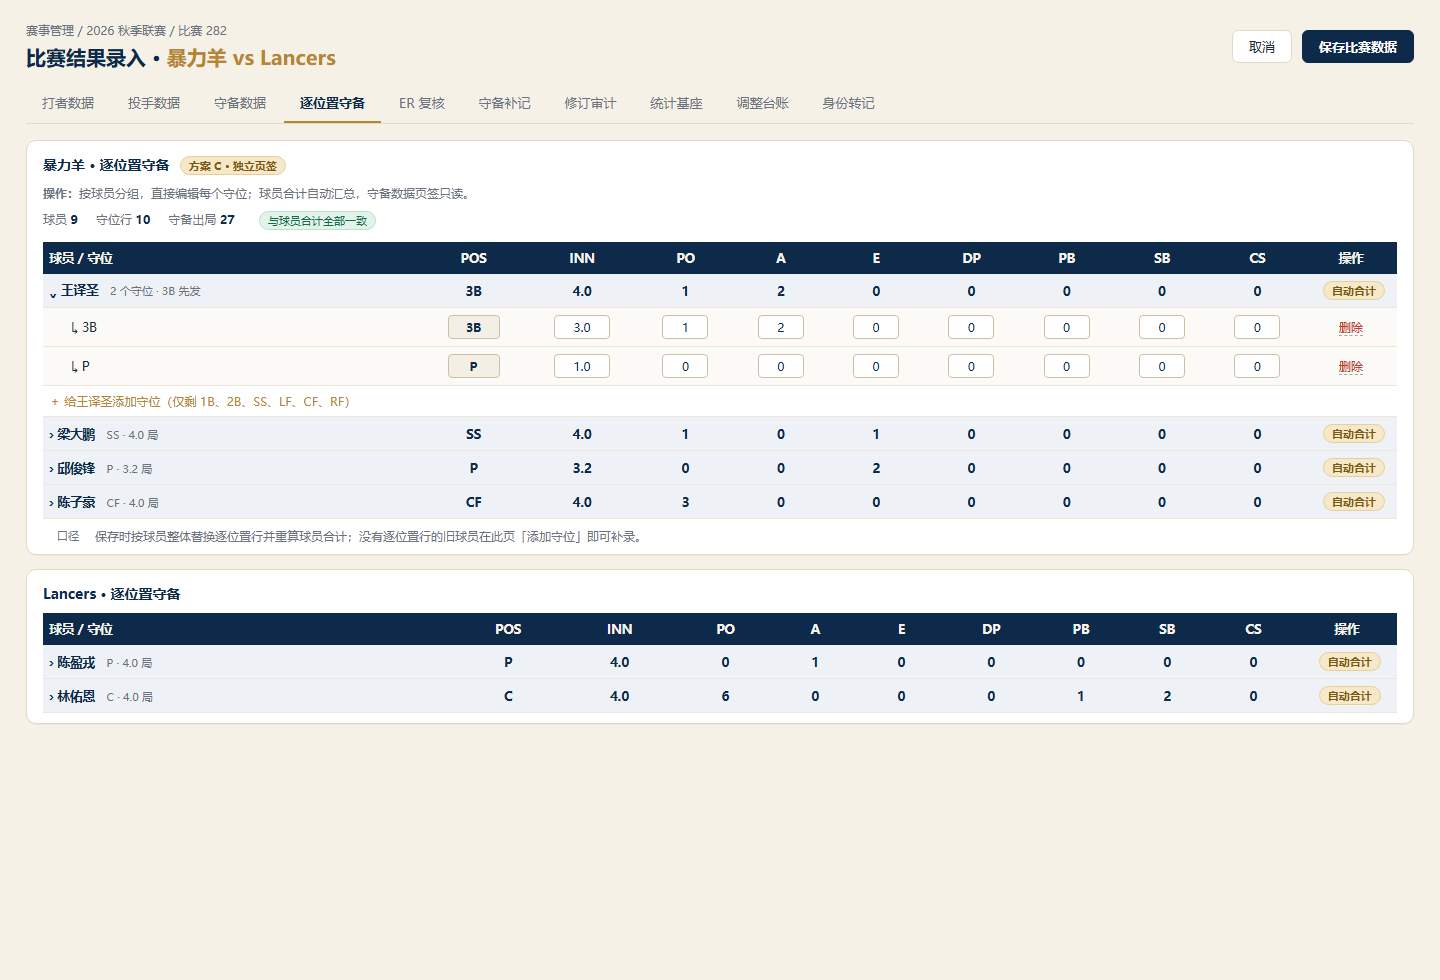 赛事管理 / 2026 秋季联赛 / 比赛 282
比赛结果录入 • 暴力羊 vs Lancers
取消 保存比赛数据
打者数据 投手数据 守备数据 逐位置守备 ER 复核 守备补记 修订审计 统计基座 调整台账 身份转记
暴力羊 • 逐位置守备 方案 C • 独立页签
操作：按球员分组，直接编辑每个守位；球员合计自动汇总，守备数据页签只读。
球员 9 守位行 10 守备出局 27 与球员合计全部一致
球员 / 守位 POS INN PO A E DP PB SB CS 操作
⌄ 王译圣 2 个守位 · 3B 先发 3B 4.0 1 2 0 0 0 0 0 自动合计
↳ 3B 3B 3.0 1 2 0 0 0 0 0 删除
↳ P P 1.0 0 0 0 0 0 0 0 删除
+ 给王译圣添加守位（仅剩 1B、2B、SS、LF、CF、RF）
› 梁大鹏 SS · 4.0 局 SS 4.0 1 0 1 0 0 0 0 自动合计
› 邱俊锋 P · 3.2 局 P 3.2 0 0 2 0 0 0 0 自动合计
› 陈子豪 CF · 4.0 局 CF 4.0 3 0 0 0 0 0 0 自动合计
口径 保存时按球员整体替换逐位置行并重算球员合计；没有逐位置行的旧球员在此页「添加守位」即可补录。
Lancers • 逐位置守备
球员 / 守位 POS INN PO A E DP PB SB CS 操作
› 陈盈戎 P · 4.0 局 P 4.0 0 1 0 0 0 0 0 自动合计
› 林佑恩 C · 4.0 局 C 4.0 6 0 0 0 1 2 0 自动合计